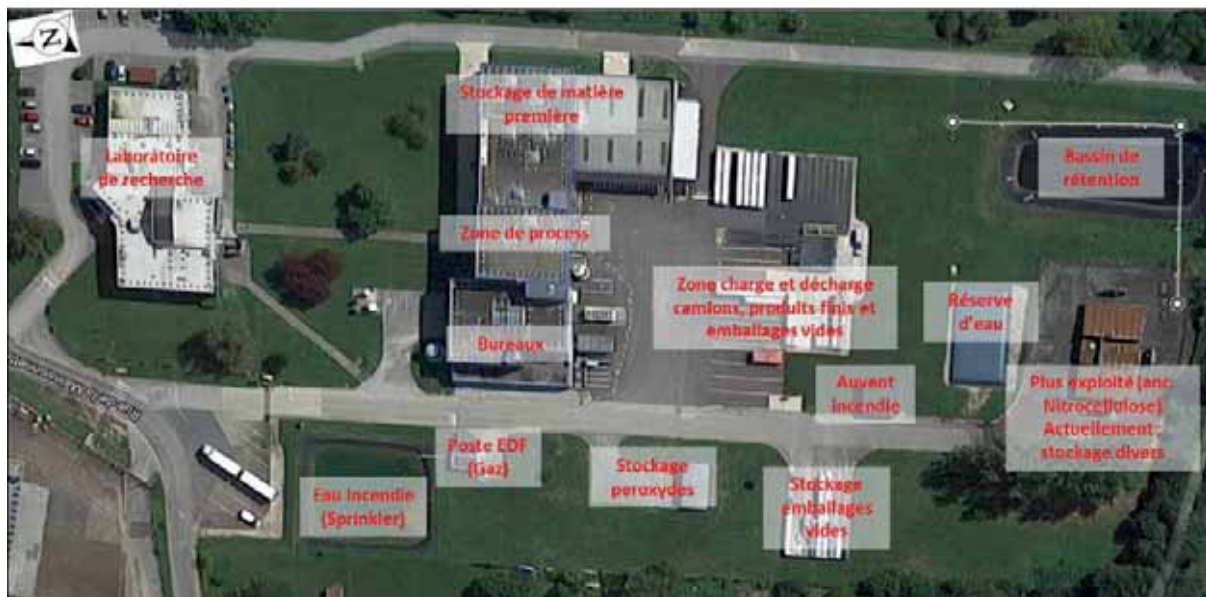 N
Stockage de matière
première
Laboratoire
de recherche
Bassin de
rétention
Zone de process
Zone charge et décharge
camions, produits finis et
emballages vides
Réserve
d'eau
Bureaux
Auvent
incendie
Plus exploité (anc.
Nitrocellulose)
Actuellement :
stockage divers
Poste EDF
(Gaz)
Stockage
peroxydes
Eau incendie
(Sprinkler)
Stockage
emballages
vides